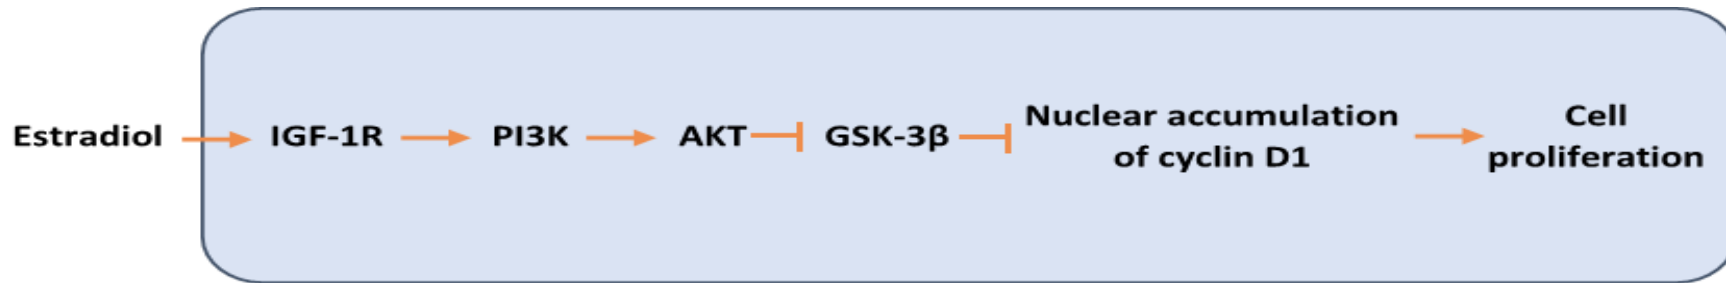 Estradiol
IGF-1R
PI3K
AKT
GSK-3β
Nuclear accumulation
of cyclin D1
Cell
proliferation